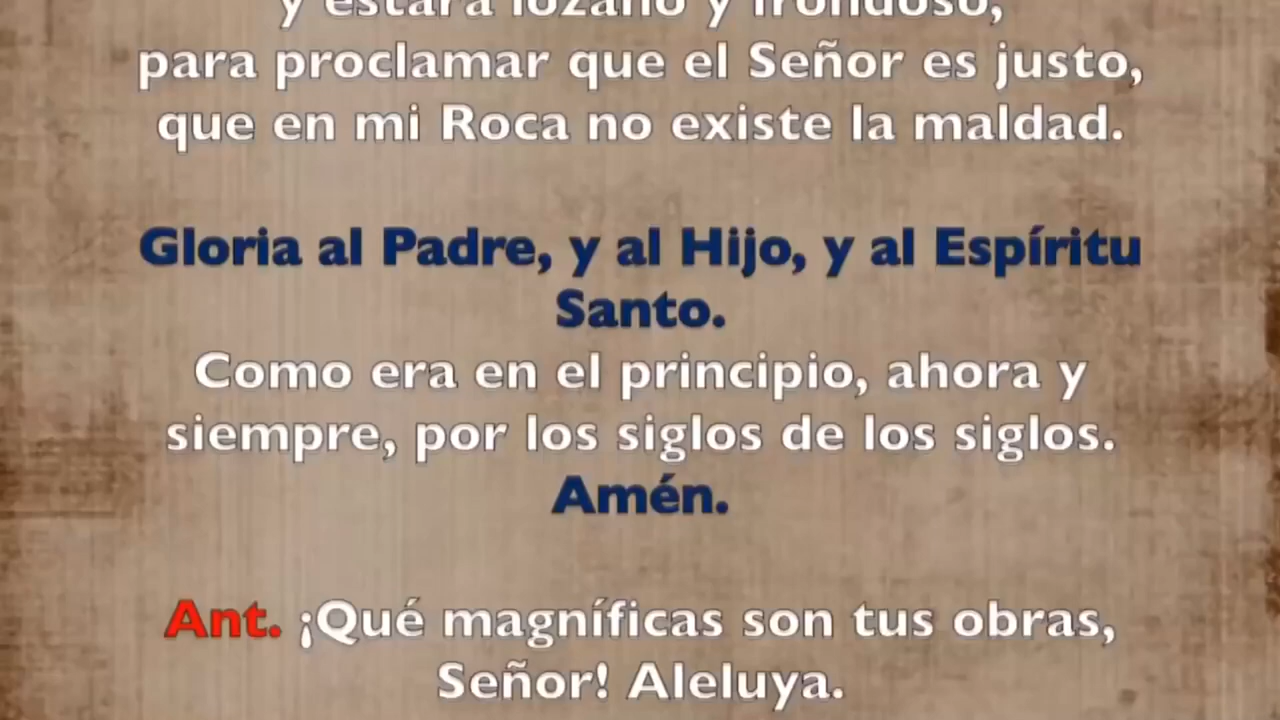 y estará lozano y frondoso,
para proclamar que el Señor es justo,
que en mi Roca no existe la maldad.
Gloria al Padre, y al Hijo, y al Espíritu
Santo.
Como era en el principio, ahora y
siempre, por los siglos de los siglos.
Amén.
Ant. ¡Qué magníficas son tus obras,
Señor! Aleluya.